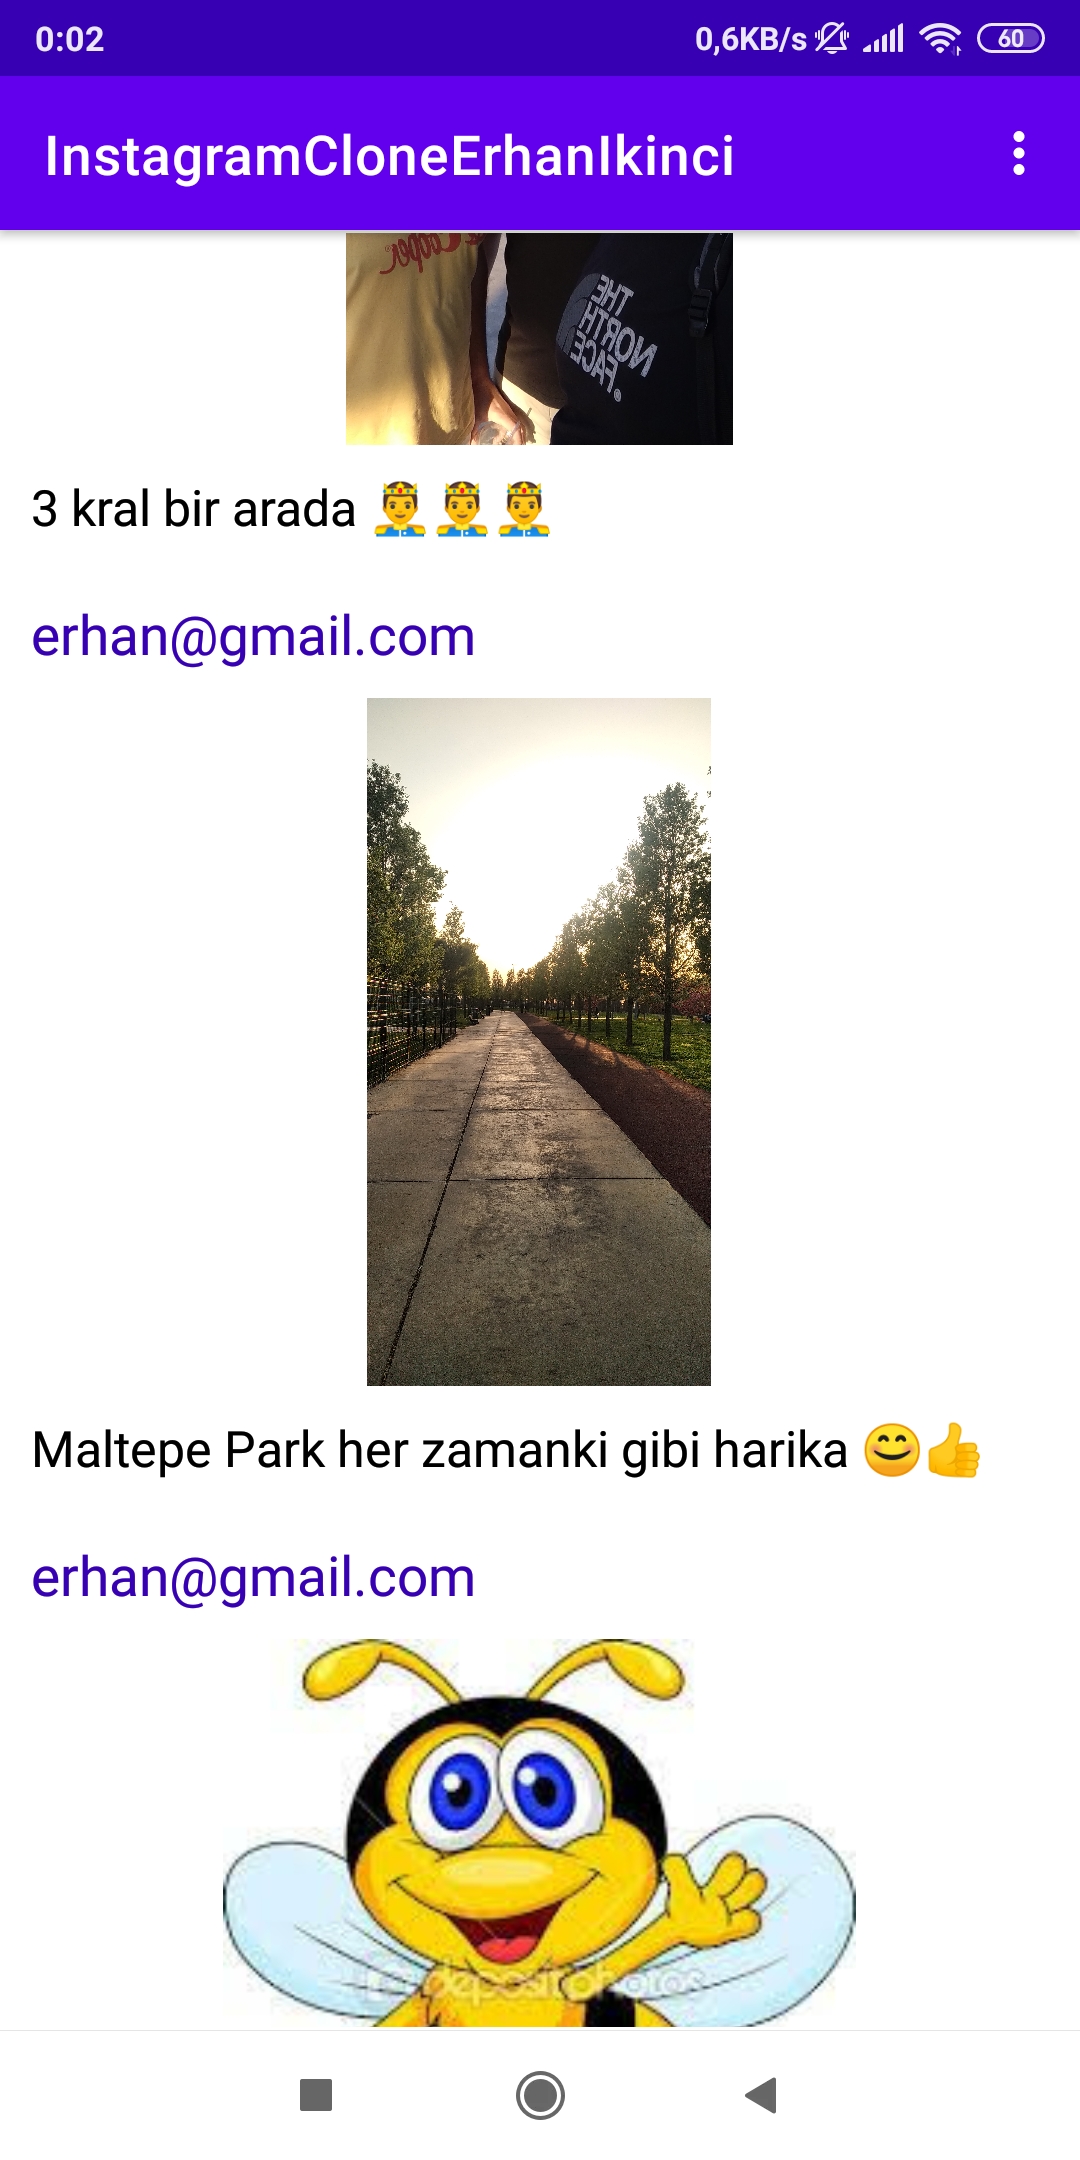 0:02 0,6KB/s 60
InstagramCloneErhanIkinci
Cooper
THE
NORTH
FACE
3 kral bir arada 🤴🤴🤴
erhan@gmail.com
Maltepe Park her zamanki gibi harika 😊👍
erhan@gmail.com
depositphotos